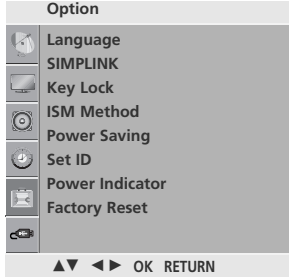 Option
Language
SIMPLINK
Key Lock
ISM Method
Power Saving
Set ID
Power Indicator
Factory Reset
▲▼ ◄► OK RETURN